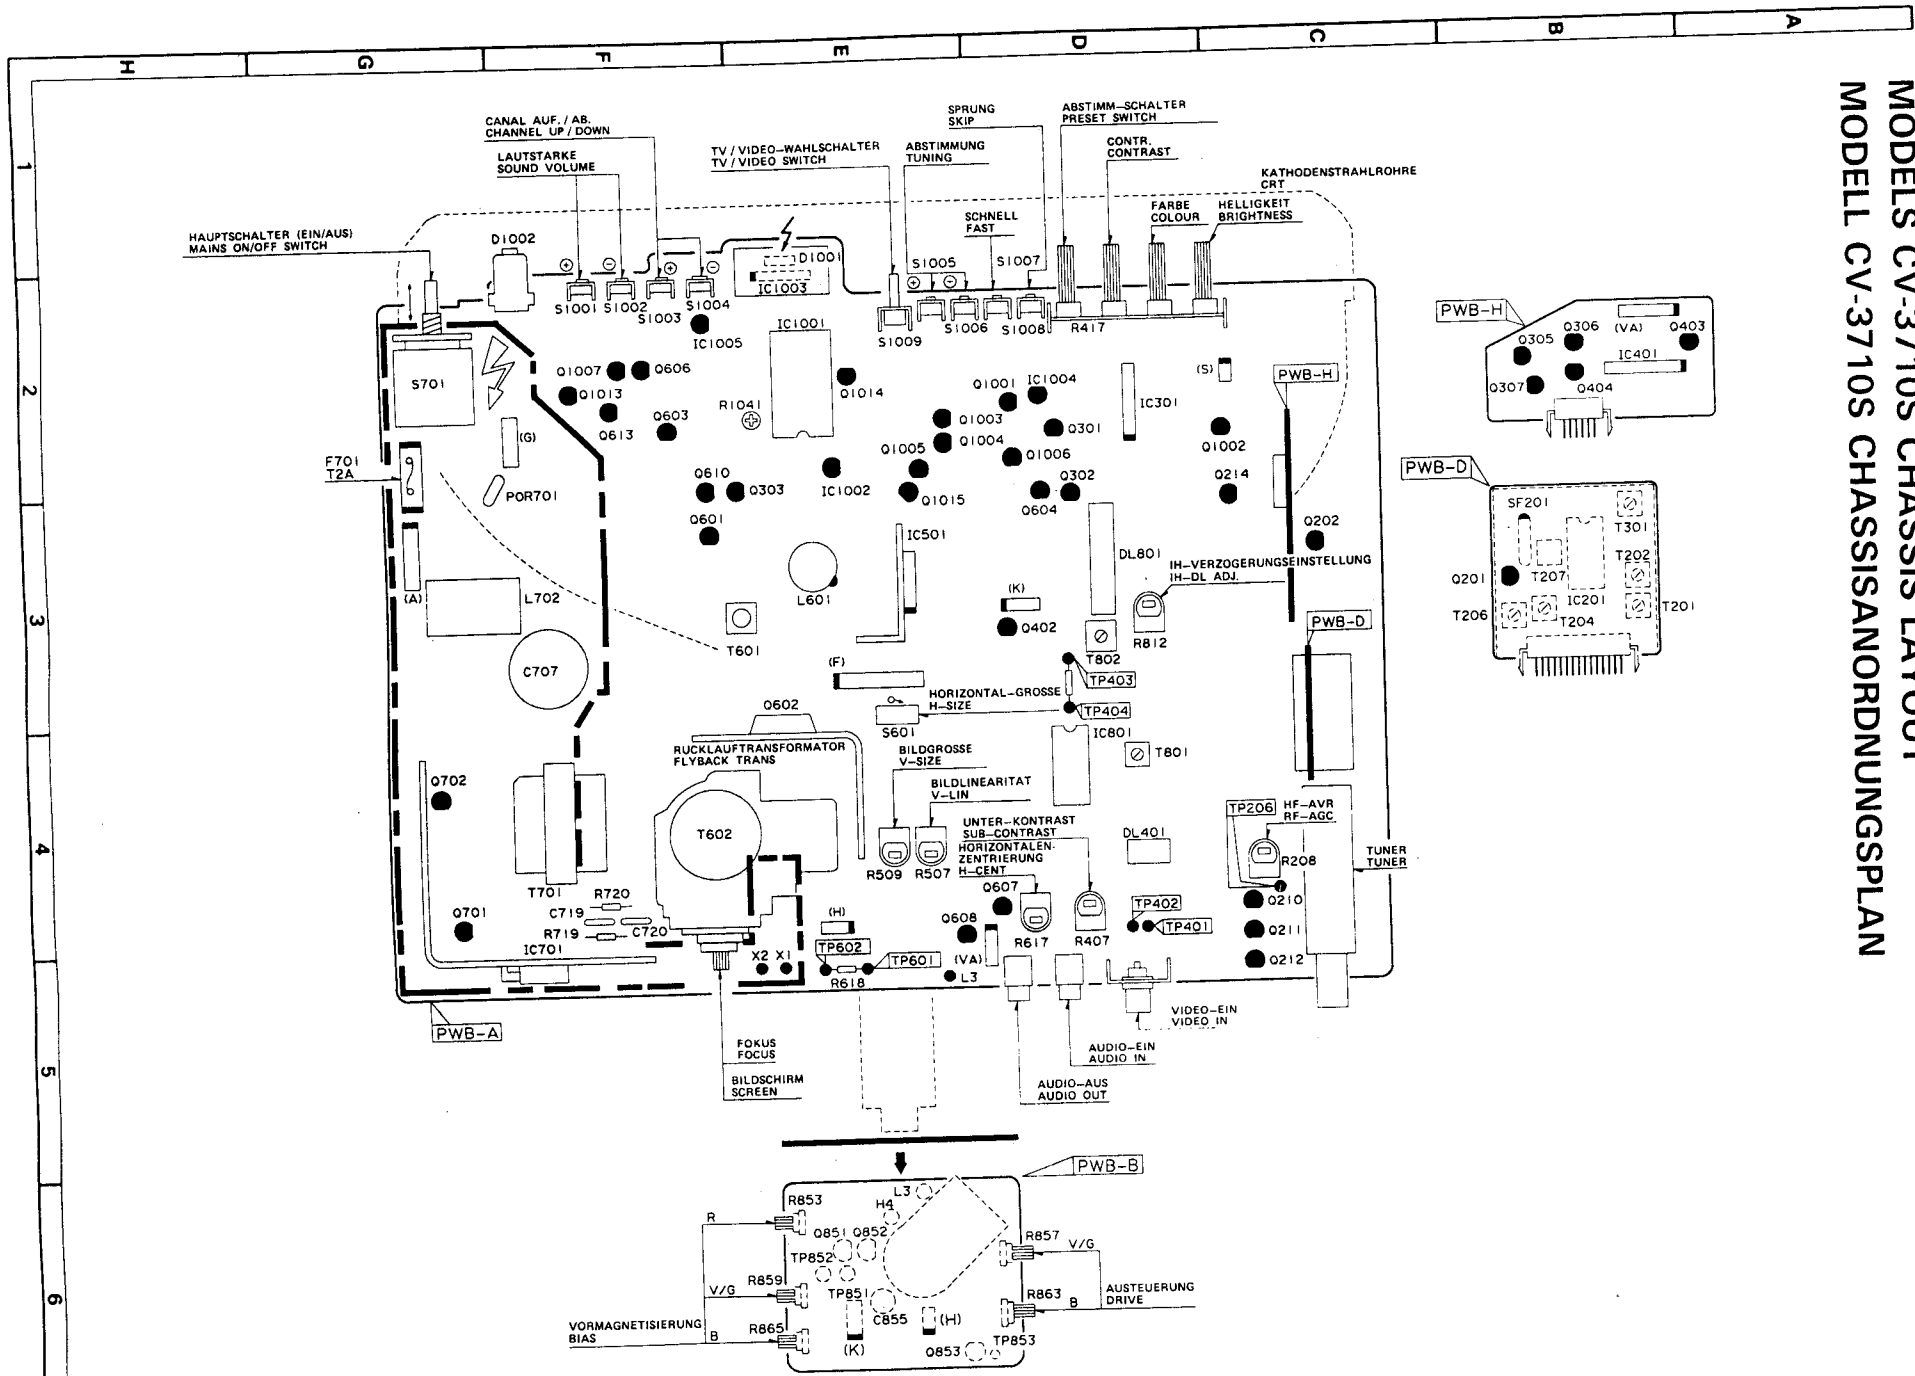 H
G
F
E
D
C
B
A
1
2
3
4
5
6
MODELS CV-3710S CHASSIS LAYOUT
MODELL CV-3710S CHASSISANORDNUNGSPLAN
CANAL AUF./AB.
CHANNEL UP/DOWN
LAUTSTARKE
SOUND VOLUME
TV/VIDEO-WAHLSCHALTER
TV/VIDEO SWITCH
SPRUNG
SKIP
ABSTIMMUNG
TUNING
ABSTIMM-SCHALTER
PRESET SWITCH
CONTR.
CONTRAST
KATHODENSTRAHLROHRE
CRT
SCHNELL
FAST
FARBE
COLOUR
HELLIGKEIT
BRIGHTNESS
HAUPTSCHALTER (EIN/AUS)
MAINS ON/OFF SWITCH
D1002
⊕
⊖
⊕
⊖
D1001
IC1003
S1005
⊕ ⊖
S1007
S1001
S1002
S1003
S1004
IC1005
IC1001
S1009
S1006
S1008
R417
S701
Q1007
Q606
Q1013
Q613
Q603
R1041
Q1014
Q1001
IC1004
Q1003
Q1004
Q301
Q1005
Q1006
IC301
(S)
PWB-H
Q1002
(G)
F701
T2A
POR701
Q610
Q303
IC1002
Q1015
Q302
Q604
Q214
Q601
IC501
Q202
DL801
IH-VERZOGERUNGSEINSTELLUNG
IH-DL ADJ.
(A)
L702
L601
(K)
Q402
T601
T802
R812
PWB-D
C707
(F)
TP403
HORIZONTAL-GROSSE
H-SIZE
TP404
S601
Q602
IC801
T801
RUCKLAUFTRANSFORMATOR
FLYBACK TRANS
BILDGROSSE
V-SIZE
BILDLINEARITAT
V-LIN
Q702
T602
UNTER-KONTRAST
SUB-CONTRAST
HORIZONTALEN-
ZENTRIERUNG
H-CENT
DL401
TP206
HF-AVR
RF-AGC
R208
TUNER
TUNER
R509
R507
T701
R720
C719
R719
C720
Q701
IC701
(H)
Q607
Q608
R617
R407
TP402
TP401
Q210
Q211
Q212
X2 X1
TP602
TP601
R618
(VA)
L3
PWB-A
FOKUS
FOCUS
BILDSCHIRM
SCREEN
VIDEO-EIN
VIDEO IN
AUDIO-EIN
AUDIO IN
AUDIO-AUS
AUDIO OUT
PWB-H
Q305
Q306
(VA)
Q403
IC401
Q307
Q404
PWB-D
SF201
T301
T202
Q201
T207
IC201
T206
T204
T201
PWB-B
R853
L3
H4
R
Q851
Q852
R857
V/G
TP852
R859
V/G
TP851
C855
(H)
R863
B
AUSTEUERUNG
DRIVE
VORMAGNETISIERUNG
BIAS
B
R865
(K)
Q853
TP853